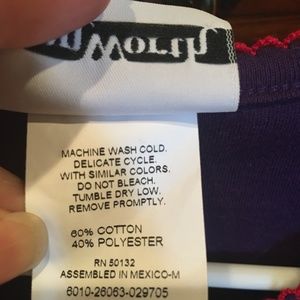 MACHINE WASH COLD.
DELICATE CYCLE.
WITH SIMILAR COLORS.
DO NOT BLEACH.
TUMBLE DRY LOW.
REMOVE PROMPTLY.
60% COTTON
40% POLYESTER
RN 50132
ASSEMBLED IN MEXICO-M
6010-26063-029705